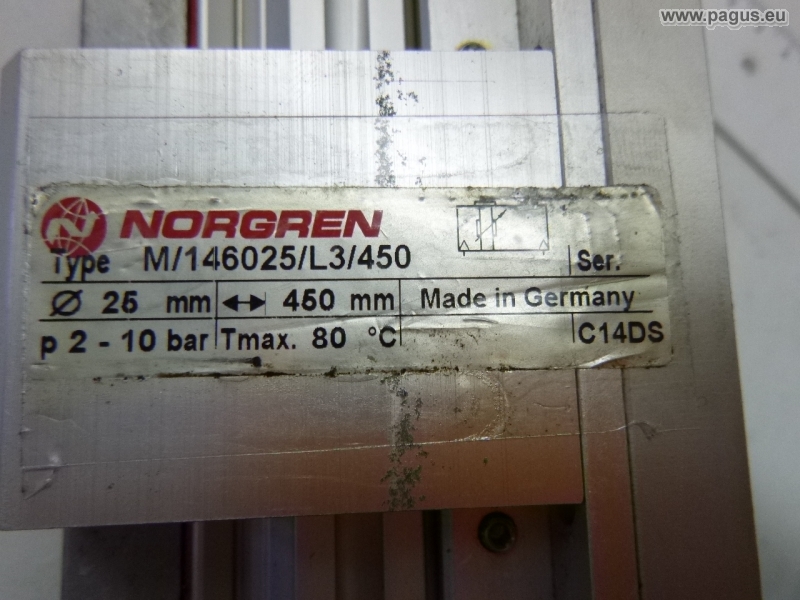 www.pagus.eu
NORGREN
Type M/146025/L3/450 Ser.
Ø 25 mm ↔ 450 mm Made in Germany
p 2 - 10 bar Tmax. 80 °C C14DS